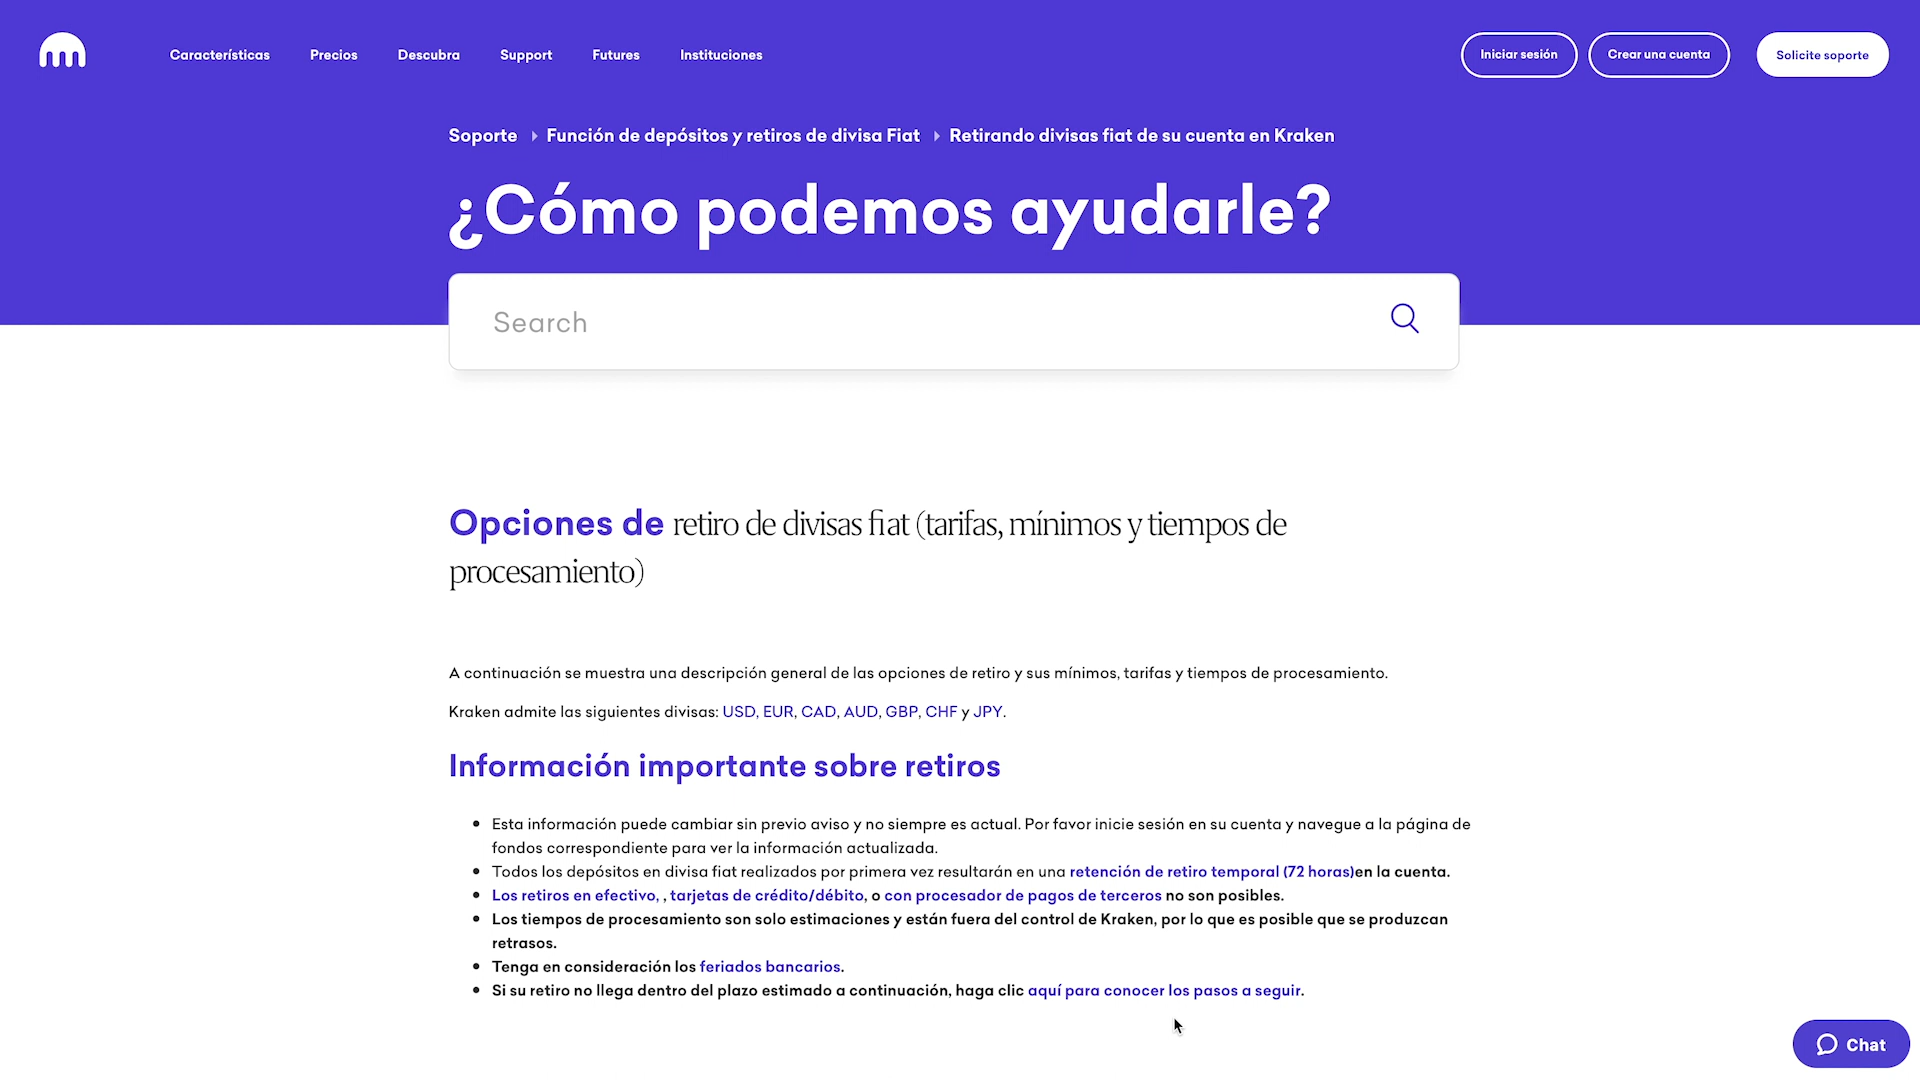 Características Precios Descubra Support Futures Instituciones Iniciar sesión Crear una cuenta Solicite soporte
Soporte Función de depósitos y retiros de divisa Fiat Retirando divisas fiat de su cuenta en Kraken
¿Cómo podemos ayudarle?
Search
Opciones de retiro de divisas fiat (tarifas, mínimos y tiempos de
procesamiento)
A continuación se muestra una descripción general de las opciones de retiro y sus mínimos, tarifas y tiempos de procesamiento.
Kraken admite las siguientes divisas: USD, EUR, CAD, AUD, GBP, CHF y JPY.
Información importante sobre retiros
Esta información puede cambiar sin previo aviso y no siempre es actual. Por favor inicie sesión en su cuenta y navegue a la página de
fondos correspondiente para ver la información actualizada.
Todos los depósitos en divisa fiat realizados por primera vez resultarán en una retención de retiro temporal (72 horas)en la cuenta.
Los retiros en efectivo, , tarjetas de crédito/débito, o con procesador de pagos de terceros no son posibles.
Los tiempos de procesamiento son solo estimaciones y están fuera del control de Kraken, por lo que es posible que se produzcan
retrasos.
Tenga en consideración los feriados bancarios.
Si su retiro no llega dentro del plazo estimado a continuación, haga clic aquí para conocer los pasos a seguir.
Chat